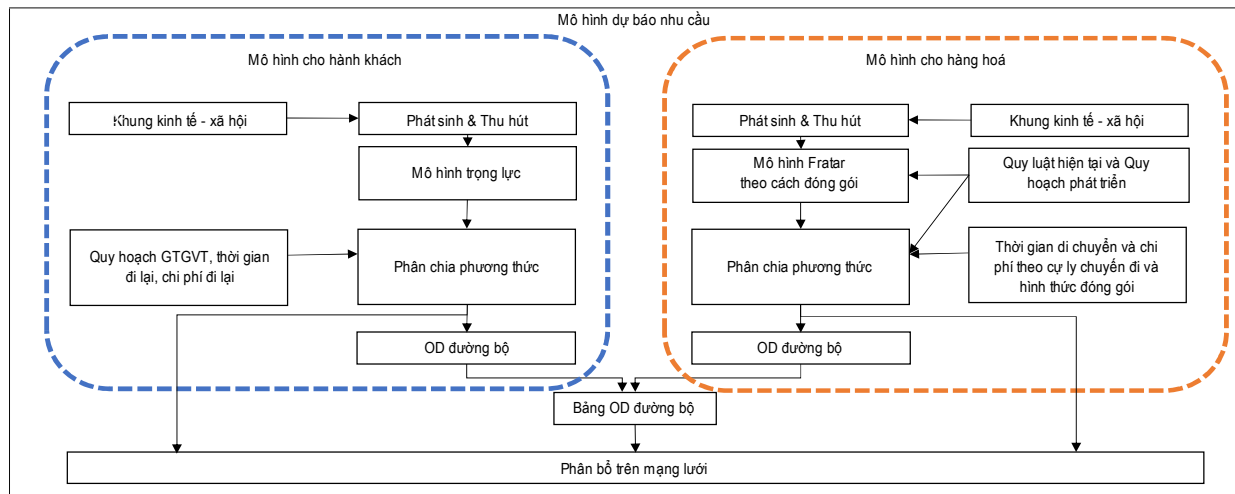 Mô hình dự báo nhu cầu
Mô hình cho hành khách
Mô hình cho hàng hoá
Khung kinh tế - xã hội
Phát sinh & Thu hút
Phát sinh & Thu hút
Khung kinh tế - xã hội
Mô hình trọng lực
Mô hình Fratar
theo cách đóng gói
Quy luật hiện tại và Quy
hoạch phát triển
Quy hoạch GTGVT, thời gian
đi lại, chi phí đi lại
Phân chia phương thức
Phân chia phương thức
Thời gian di chuyển và chi
phí theo cự ly chuyến đi và
hình thức đóng gói
OD đường bộ
OD đường bộ
Bảng OD đường bộ
Phân bổ trên mạng lưới